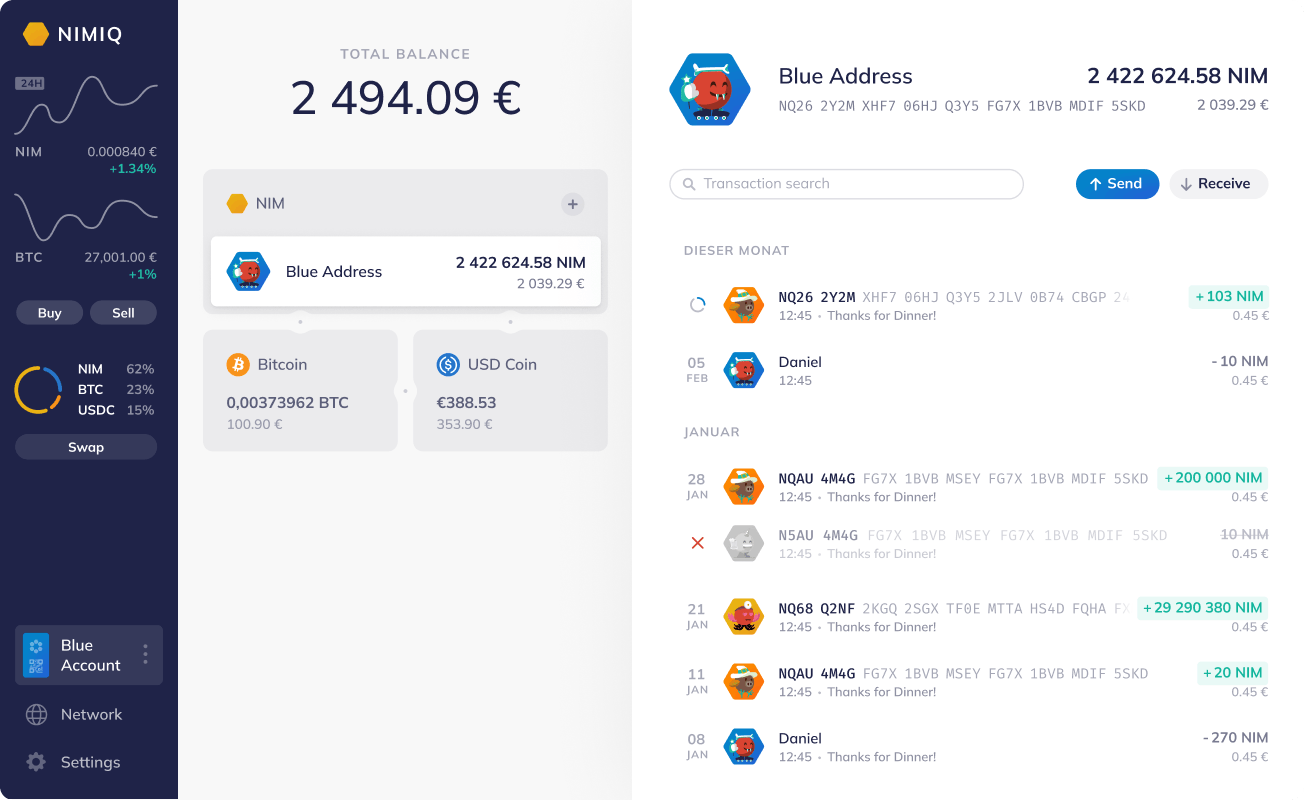 NIMIQ
24H
NIM 0.000840 €
+1.34%
BTC 27,001.00 €
+1%
Buy Sell
NIM 62%
BTC 23%
USDC 15%
Swap
Blue
Account
Network
Settings
TOTAL BALANCE
2 494.09 €
NIM +
Blue Address 2 422 624.58 NIM
2 039.29 €
Bitcoin
0,00373962 BTC
100.90 €
USD Coin
€388.53
353.90 €
Blue Address 2 422 624.58 NIM
NQ26 2Y2M XHF7 06HJ Q3Y5 FG7X 1BVB MDIF 5SKD 2 039.29 €
Transaction search Send Receive
DIESER MONAT
NQ26 2Y2M XHF7 06HJ Q3Y5 2JLV 0B74 CBGP 24 +103 NIM
12:45 • Thanks for Dinner! 0.45 €
05 Daniel -10 NIM
FEB 12:45 0.45 €
JANUAR
28 NQAU 4M4G FG7X 1BVB MSEY FG7X 1BVB MDIF 5SKD +200 000 NIM
JAN 12:45 • Thanks for Dinner! 0.45 €
N5AU 4M4G FG7X 1BVB MSEY FG7X 1BVB MDIF 5SKD 10 NIM
12:45 • Thanks for Dinner! 0.45 €
21 NQ68 Q2NF 2KGQ 2SGX TF0E MTTA HS4D FQHA FX +29 290 380 NIM
JAN 12:45 • Thanks for Dinner! 0.45 €
11 NQAU 4M4G FG7X 1BVB MSEY FG7X 1BVB MDIF 5SKD +20 NIM
JAN 12:45 • Thanks for Dinner! 0.45 €
08 Daniel -270 NIM
JAN 12:45 • Thanks for Dinner! 0.45 €